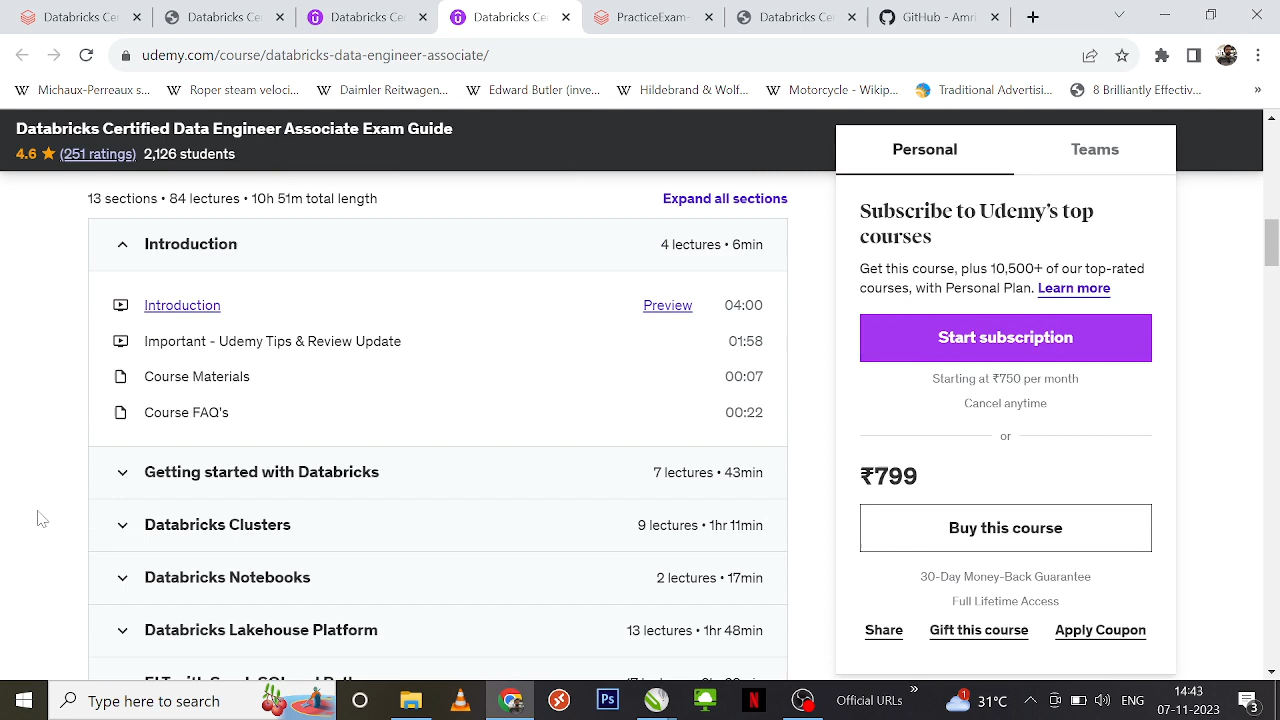 Databricks
Databricks Ce
Databricks Ce
PracticeExam-
Databricks Ce
GitHub - Amri
udemy.com/course/databricks-data-engineer-associate/
Michaux-Perreaux s...
Roper steam veloci...
Daimler Reitwagen...
Edward Butler (inve...
Hildebrand & Wolf...
Motorcycle - Wikip...
Traditional Advertisi...
8 Brilliantly Effectiv...
»
Databricks Certified Data Engineer Associate Exam Guide
4.6 ★ (251 ratings) 2,126 students
Personal
Teams
13 sections • 84 lectures • 10h 51m total length
Expand all sections
Introduction
4 lectures • 6min
Introduction
Preview
04:00
Important - Udemy Tips & Review Update
01:58
Course Materials
00:07
Course FAQ's
00:22
Getting started with Databricks
7 lectures • 43min
Databricks Clusters
9 lectures • 1hr 11min
Databricks Notebooks
2 lectures • 17min
Databricks Lakehouse Platform
13 lectures • 1hr 48min
Subscribe to Udemy's top
courses
Get this course, plus 10,500+ of our top-rated
courses, with Personal Plan. Learn more
Start subscription
Starting at ₹750 per month
Cancel anytime
or
₹799
Buy this course
30-Day Money-Back Guarantee
Full Lifetime Access
Share
Gift this course
Apply Coupon
Type here to search
Ps
N
Official URLs
»
1
31°C
ENG
14:43
07-11-2023
3